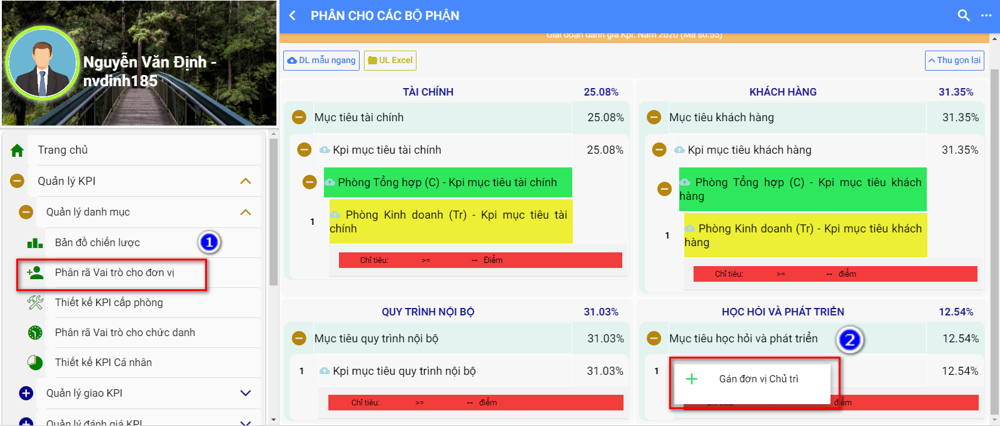 Nguyễn Văn Định -
nvdinh185
Trang chủ
Quản lý KPI
Quản lý danh mục
Bản đồ chiến lược
1
Phân rã Vai trò cho đơn vị
Thiết kế KPI cấp phòng
Phân rã Vai trò cho chức danh
Thiết kế KPI Cá nhân
Quản lý giao KPI
Quản lý đánh giá KPI
PHÂN CHO CÁC BỘ PHẬN
Giai đoạn đánh giá Kpi: Năm 2020 (Mã số:55)
DL mẫu ngang
UL Excel
Thu gọn lại
TÀI CHÍNH 25.08%
Mục tiêu tài chính 25.08%
Kpi mục tiêu tài chính 25.08%
Phòng Tổng hợp (C) - Kpi mục tiêu tài chính
1
Phòng Kinh doanh (Tr) - Kpi mục tiêu tài
chính
Chỉ tiêu: >= -- Điểm
KHÁCH HÀNG 31.35%
Mục tiêu khách hàng 31.35%
Kpi mục tiêu khách hàng 31.35%
Phòng Tổng hợp (C) - Kpi mục tiêu khách
hàng
1
Phòng Kinh doanh (Tr) - Kpi mục tiêu khách
hàng
Chỉ tiêu: >= -- điểm
QUY TRÌNH NỘI BỘ 31.03%
Mục tiêu quy trình nội bộ 31.03%
1 Kpi mục tiêu quy trình nội bộ 31.03%
Chỉ tiêu: >= -- điểm
HỌC HỎI VÀ PHÁT TRIỂN 12.54%
Mục tiêu học hỏi và phát triển 2 12.54%
1 Gán đơn vị Chủ trì 12.54%
Chỉ tiêu: điểm